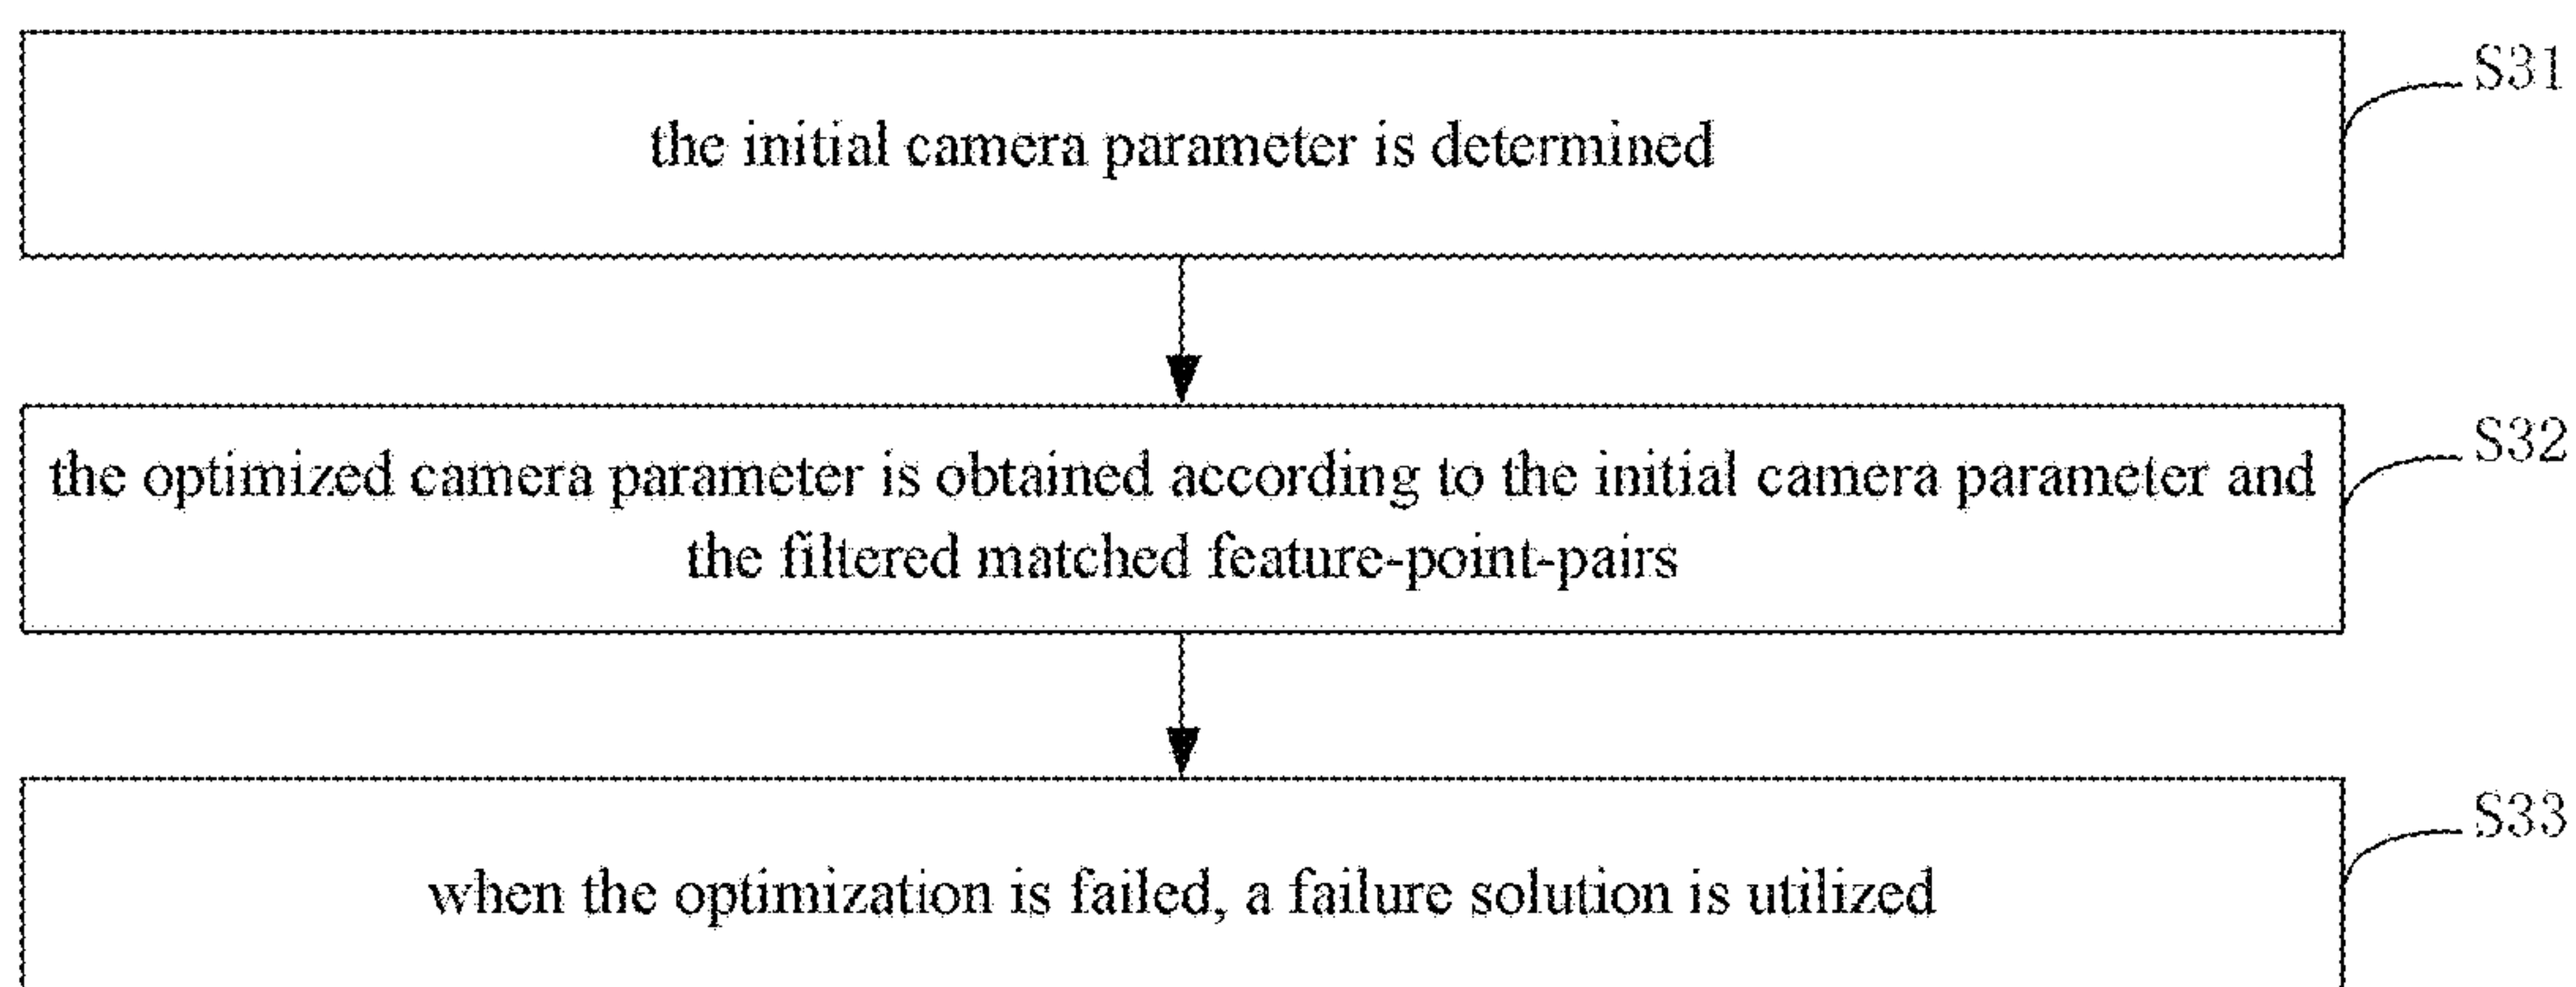 S31
the initial camera parameter is determined
S32
the optimized camera parameter is obtained according to the initial camera parameter and
the filtered matched feature-point-pairs
S33
when the optimization is failed, a failure solution is utilized